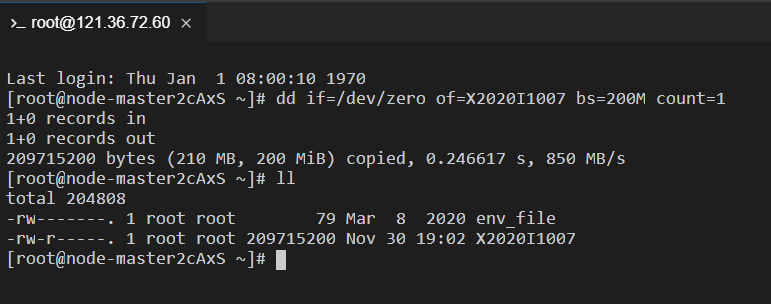 >_ root@121.36.72.60 ×
Last login: Thu Jan  1 08:00:10 1970
[root@node-master2cAxS ~]# dd if=/dev/zero of=X2020I1007 bs=200M count=1
1+0 records in
1+0 records out
209715200 bytes (210 MB, 200 MiB) copied, 0.246617 s, 850 MB/s
[root@node-master2cAxS ~]# ll
total 204808
-rw-------. 1 root root        79 Mar  8  2020 env_file
-rw-r-----. 1 root root 209715200 Nov 30 19:02 X2020I1007
[root@node-master2cAxS ~]#